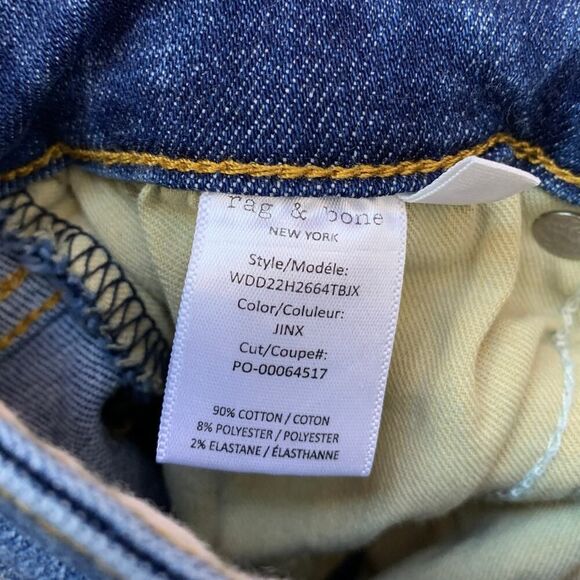 rag & bone
NEW YORK
Style/Modéle:
WDD22H2664TBJX
Color/Coluleur:
JINX
Cut/Coupe#:
PO-00064517
90% COTTON / COTON
8% POLYESTER / POLYESTER
2% ELASTANE / ÉLASTHANNE